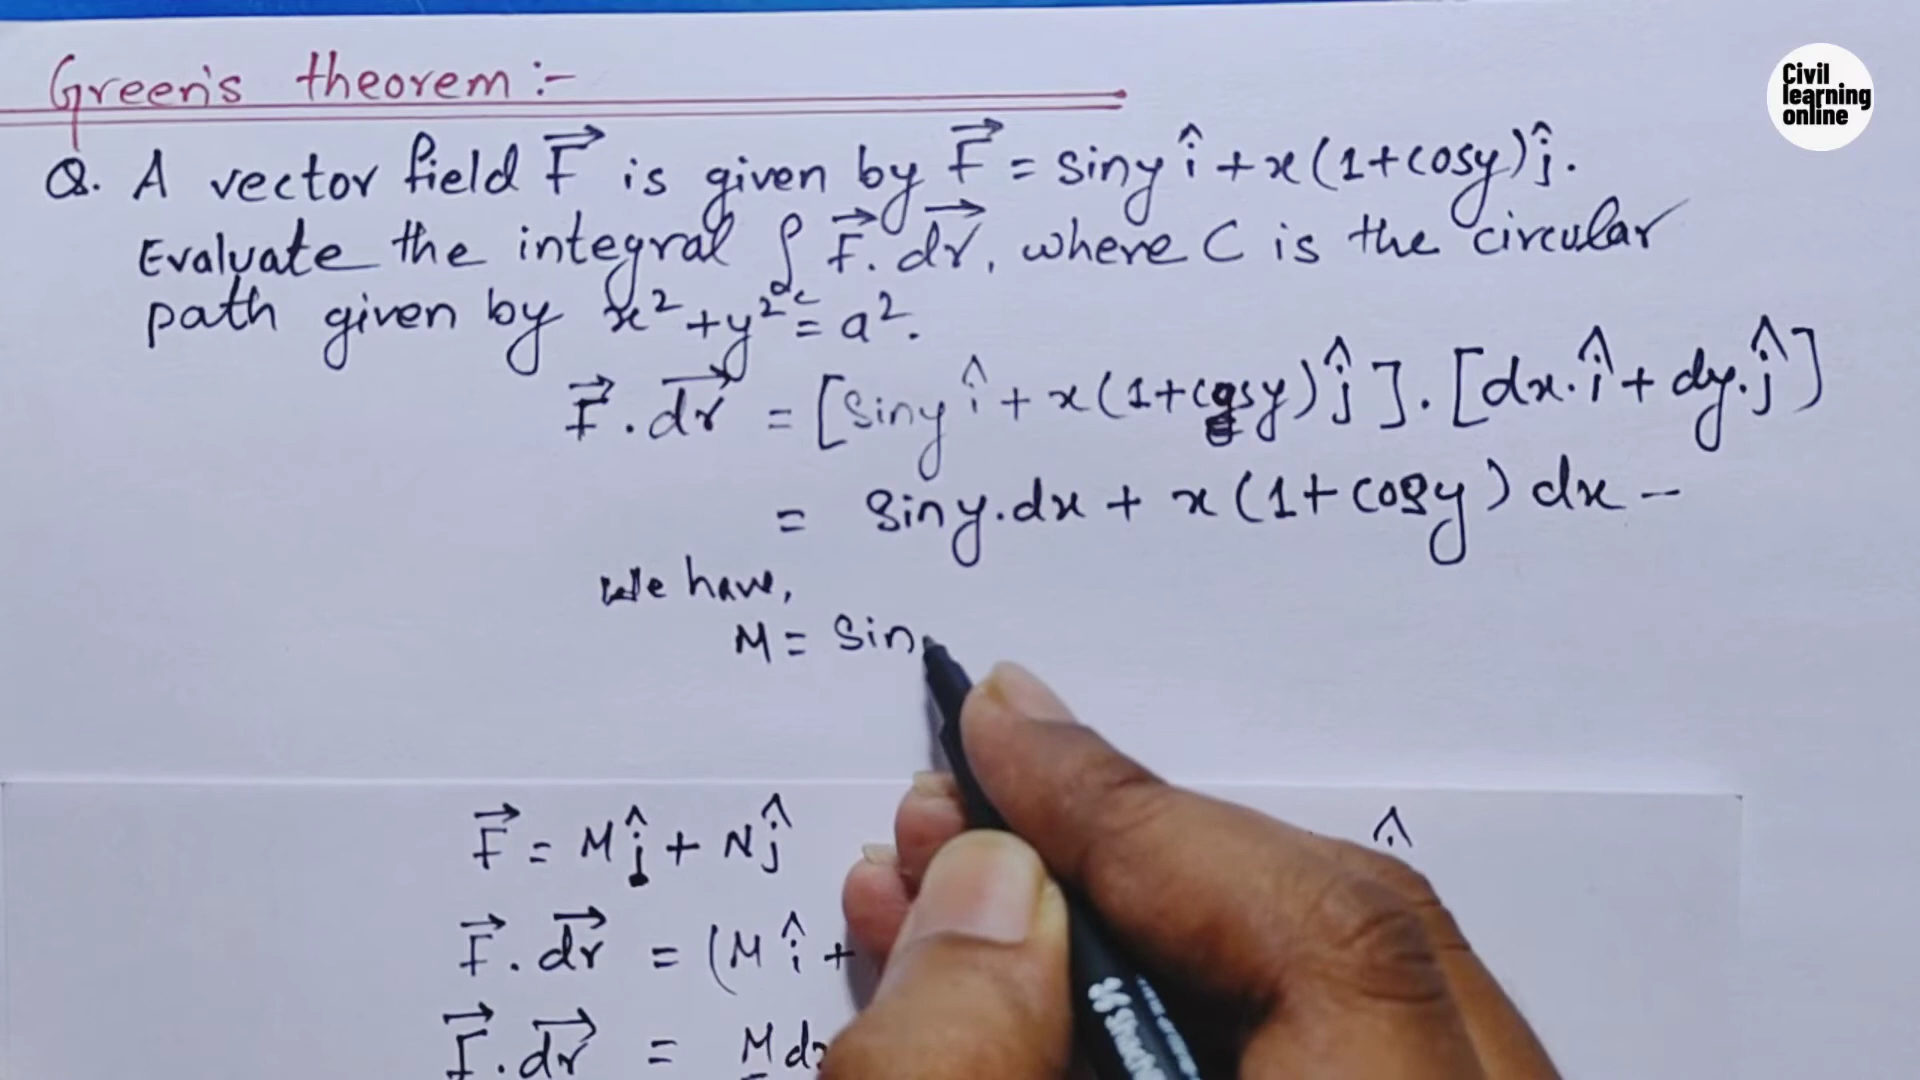 Green's theorem :-
Civil
learning
online
Q. A vector field F⃗ is given by F⃗ = siny î + x(1+cosy)ĵ.
Evaluate the integral ∫c F⃗.dr⃗, where C is the circular
path given by x²+y²=a².
F⃗.dr⃗ = [siny î + x(1+cosy)ĵ].[dx.î + dy.ĵ]
= siny.dx + x(1+cosy) dx -
We have,
M = Sin
F⃗ = Mĵ + Nĵ
F⃗.dr⃗ = (Mî +
F⃗.dr⃗ = Mdx